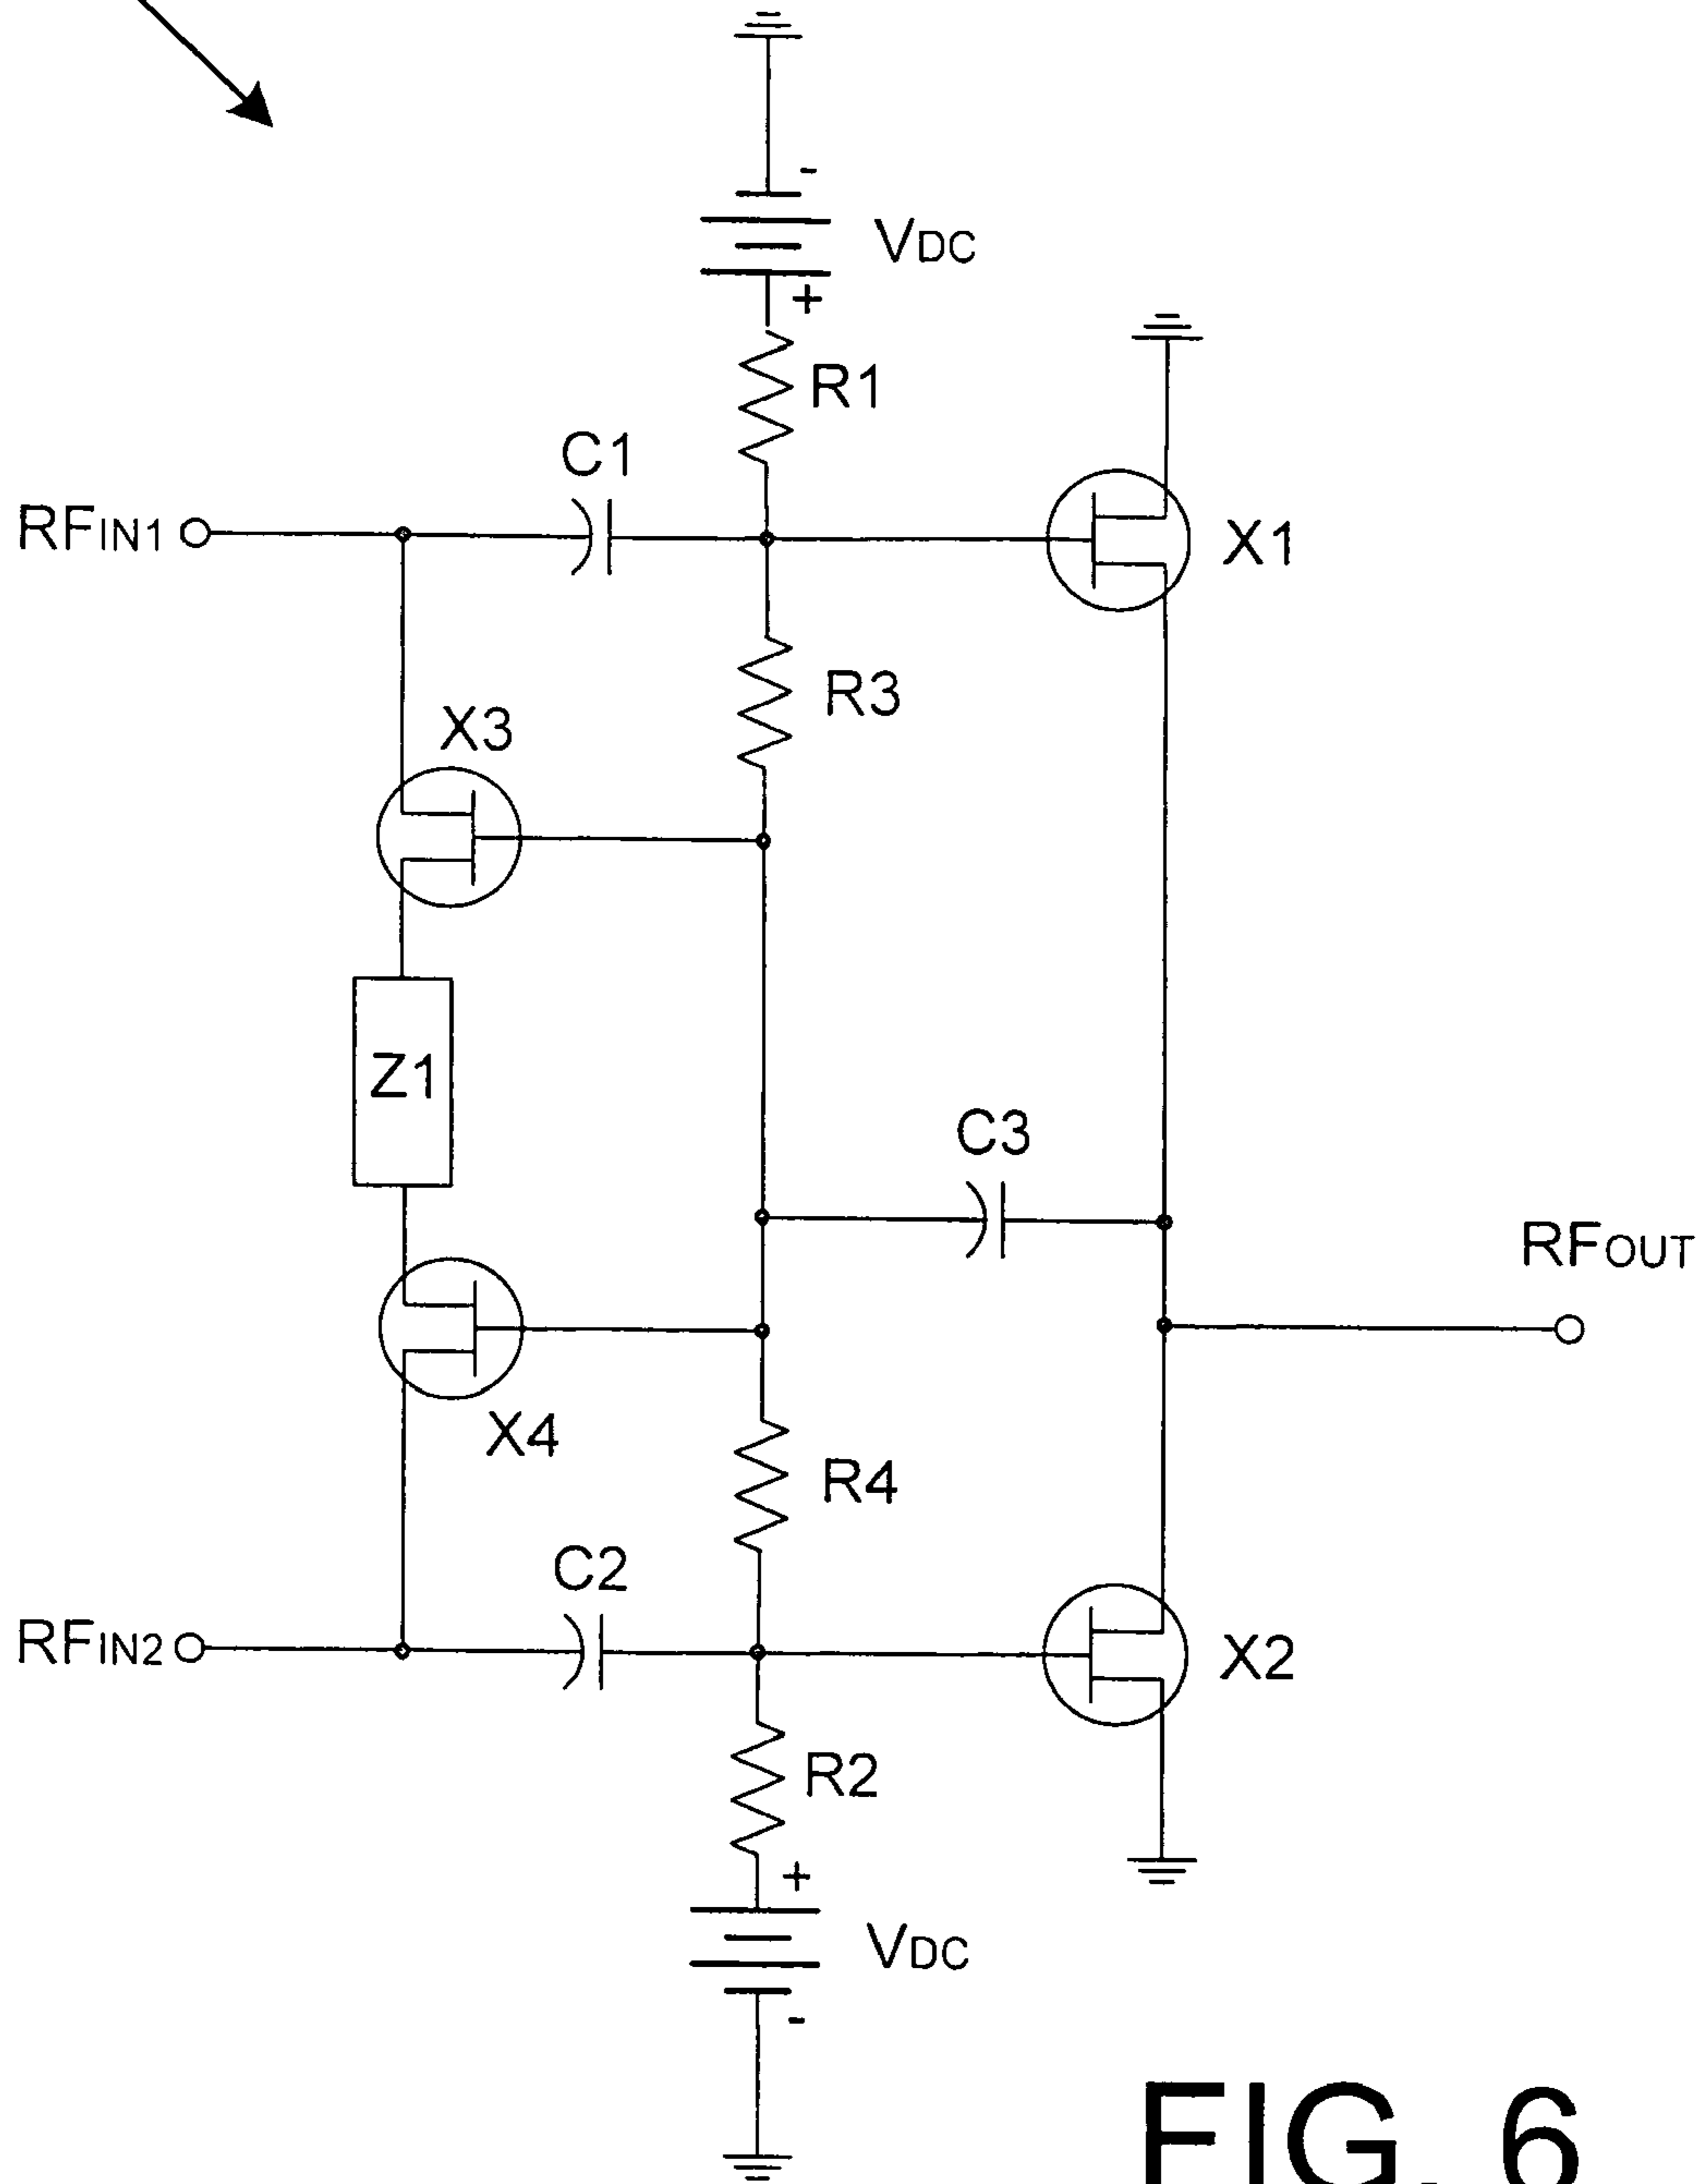 -
VDC
+
R1
C1
RFIN1
X1
R3
X3
Z1
C3
RFOUT
X4
R4
C2
RFIN2
X2
R2
+
VDC
-
FIG. 6